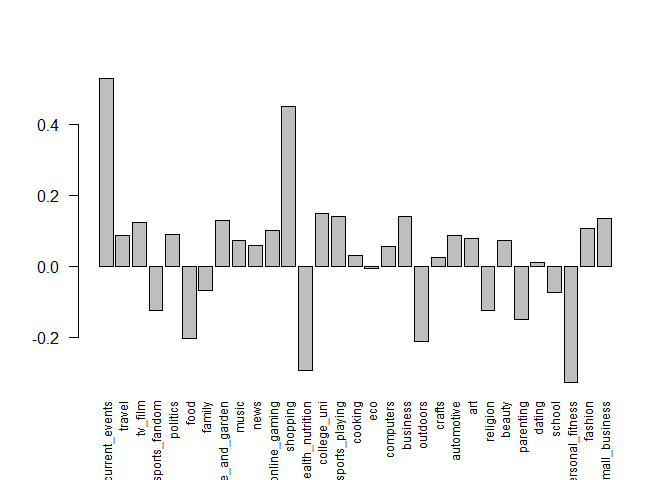 0.4
0.2
0.0
-0.2
current_events
travel
tv_film
sports_fandom
politics
food
family
e_and_garden
music
news
online_gaming
shopping
ealth_nutrition
college_uni
sports_playing
cooking
eco
computers
business
outdoors
crafts
automotive
art
religion
beauty
parenting
dating
school
ersonal_fitness
fashion
mall_business